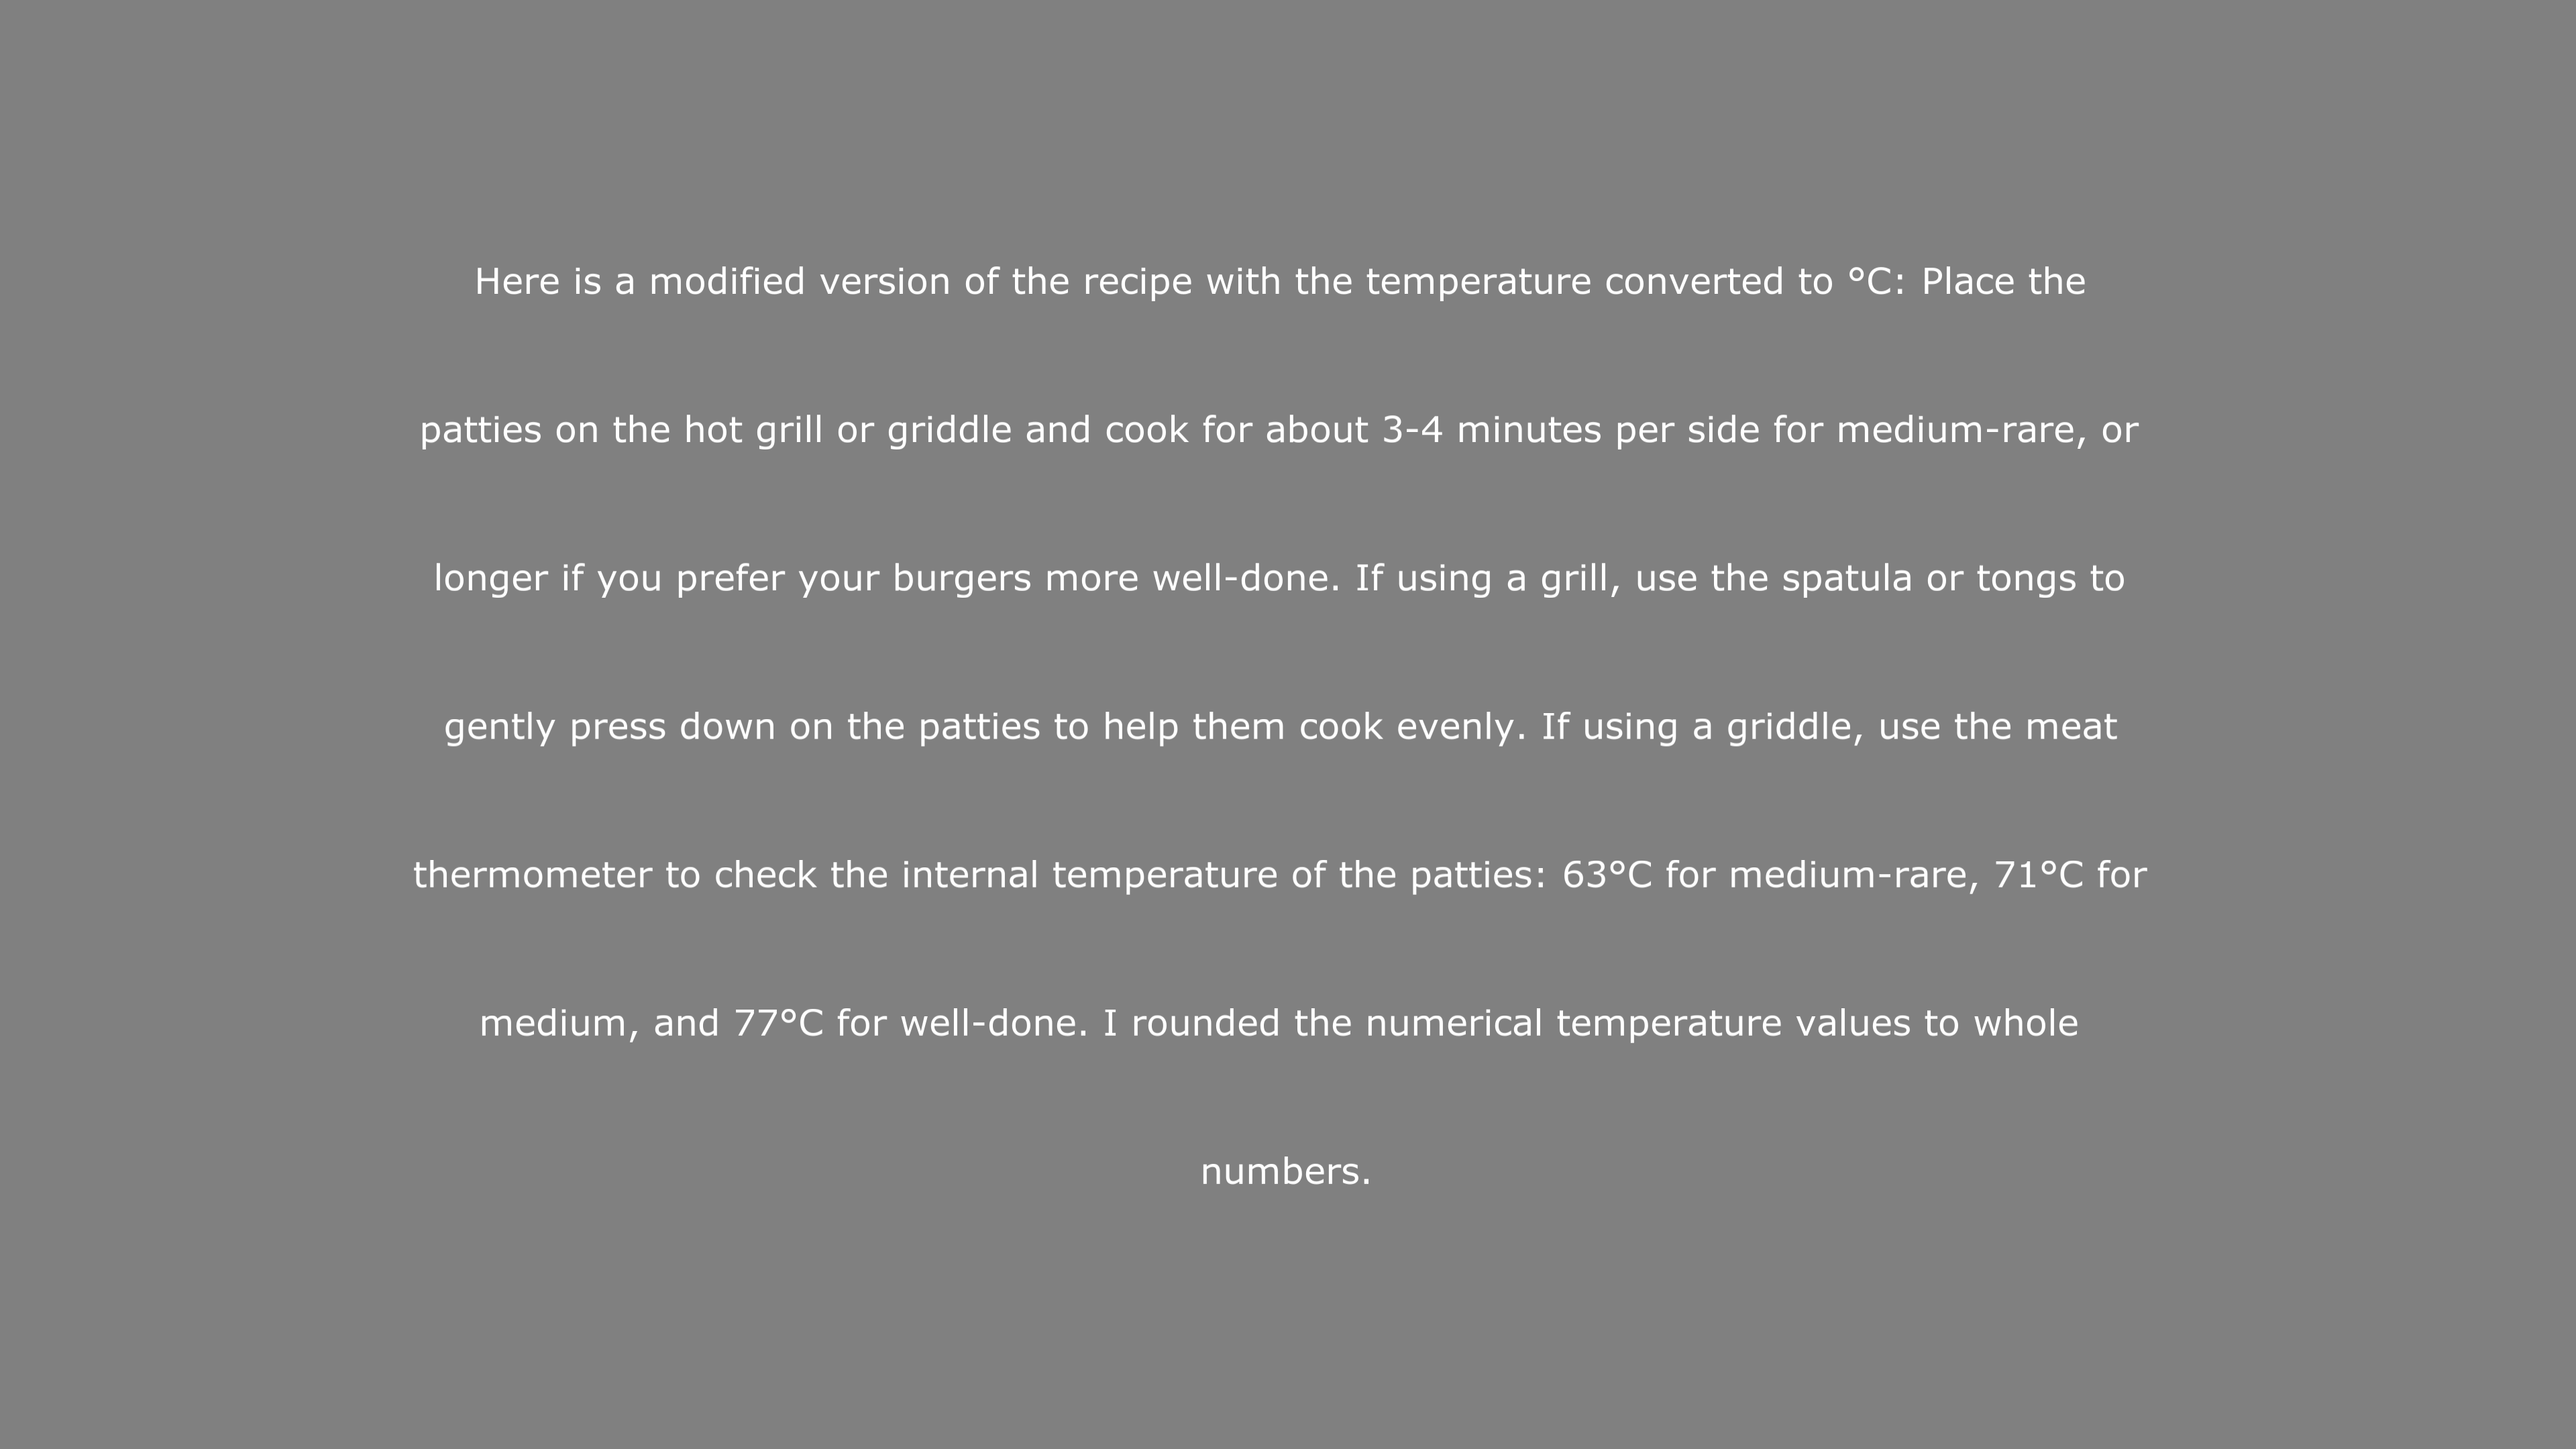 Here is a modified version of the recipe with the temperature converted to °C: Place the
patties on the hot grill or griddle and cook for about 3-4 minutes per side for medium-rare, or
longer if you prefer your burgers more well-done. If using a grill, use the spatula or tongs to
gently press down on the patties to help them cook evenly. If using a griddle, use the meat
thermometer to check the internal temperature of the patties: 63°C for medium-rare, 71°C for
medium, and 77°C for well-done. I rounded the numerical temperature values to whole
numbers.